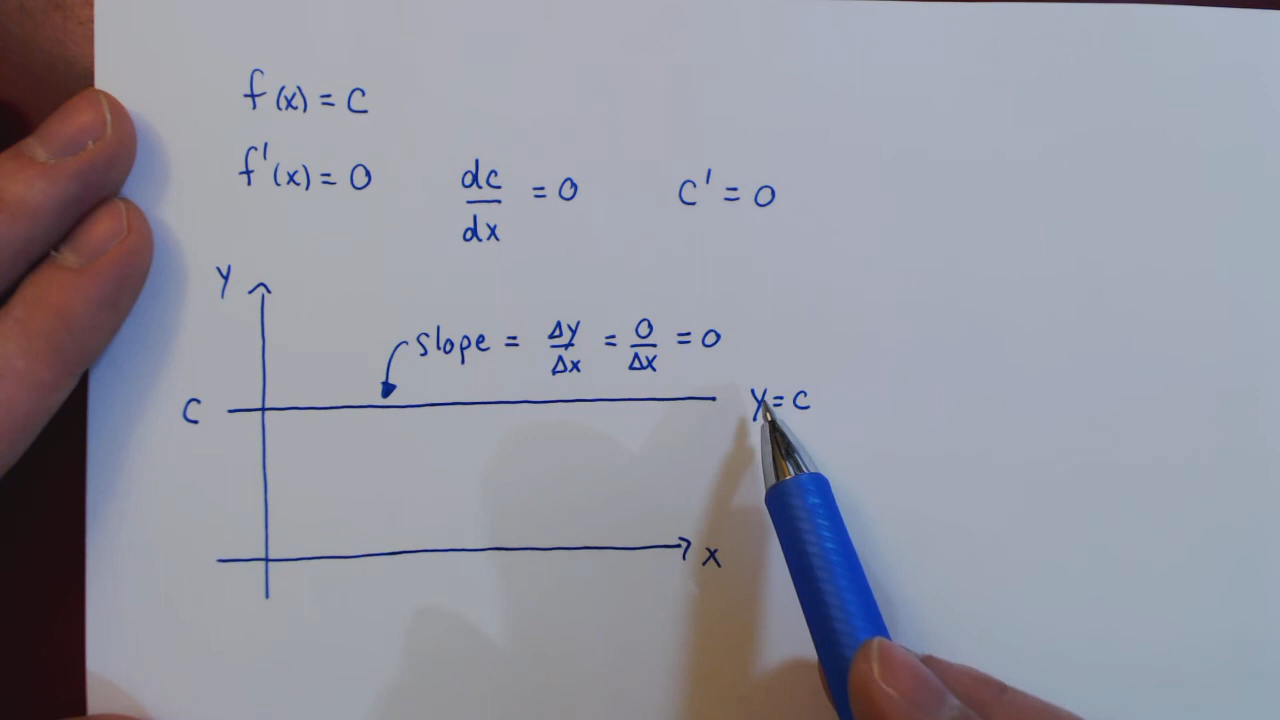 f(x) = C
f'(x) = 0 dc/dx = 0 C' = 0
Y
slope = Δy/Δx = 0/Δx = 0
C y = c
x